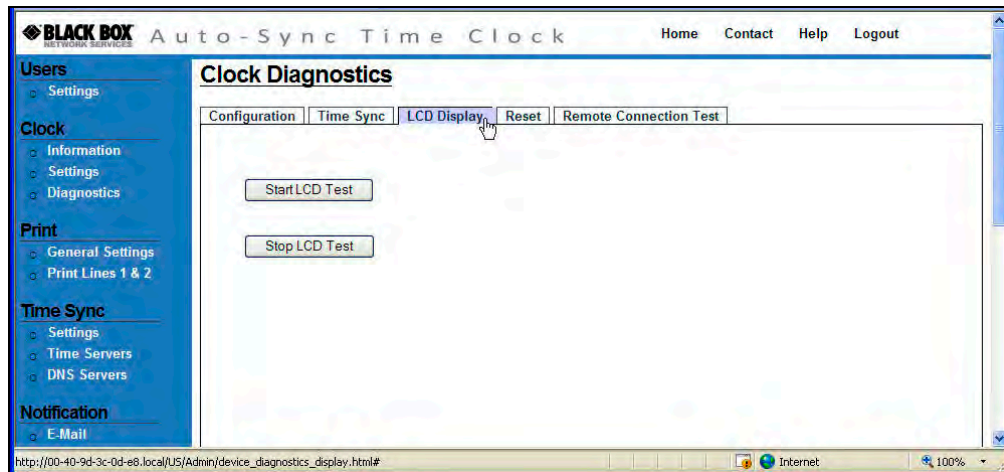 BLACK BOX
NETWORK SERVICES
Auto-Sync Time Clock
Home Contact Help Logout
Users
Settings
Clock
Information
Settings
Diagnostics
Print
General Settings
Print Lines 1 & 2
Time Sync
Settings
Time Servers
DNS Servers
Notification
E-Mail
Clock Diagnostics
Configuration Time Sync LCD Display Reset Remote Connection Test
Start LCD Test
Stop LCD Test
http://00-40-9d-3c-0d-e8.local/US/Admin/device_diagnostics_display.html#
Internet
100%